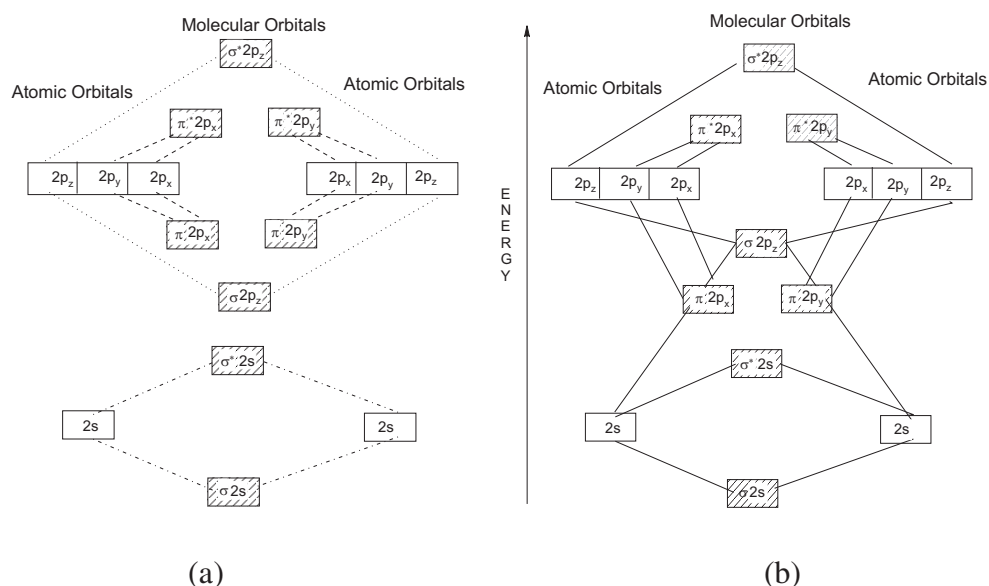 Molecular Orbitals
σ*2pz
Atomic Orbitals
Atomic Orbitals
π*2px
π*2py
2pz 2py 2px
2px 2py 2pz
π 2px
π 2py
σ2pz
σ* 2s
2s
2s
σ2s
(a)
ENERGY
Molecular Orbitals
σ*2pz
Atomic Orbitals
Atomic Orbitals
π*2px
π*2py
2pz 2py 2px
2px 2py 2pz
σ 2pz
π 2px
π 2py
σ* 2s
2s
2s
σ2s
(b)